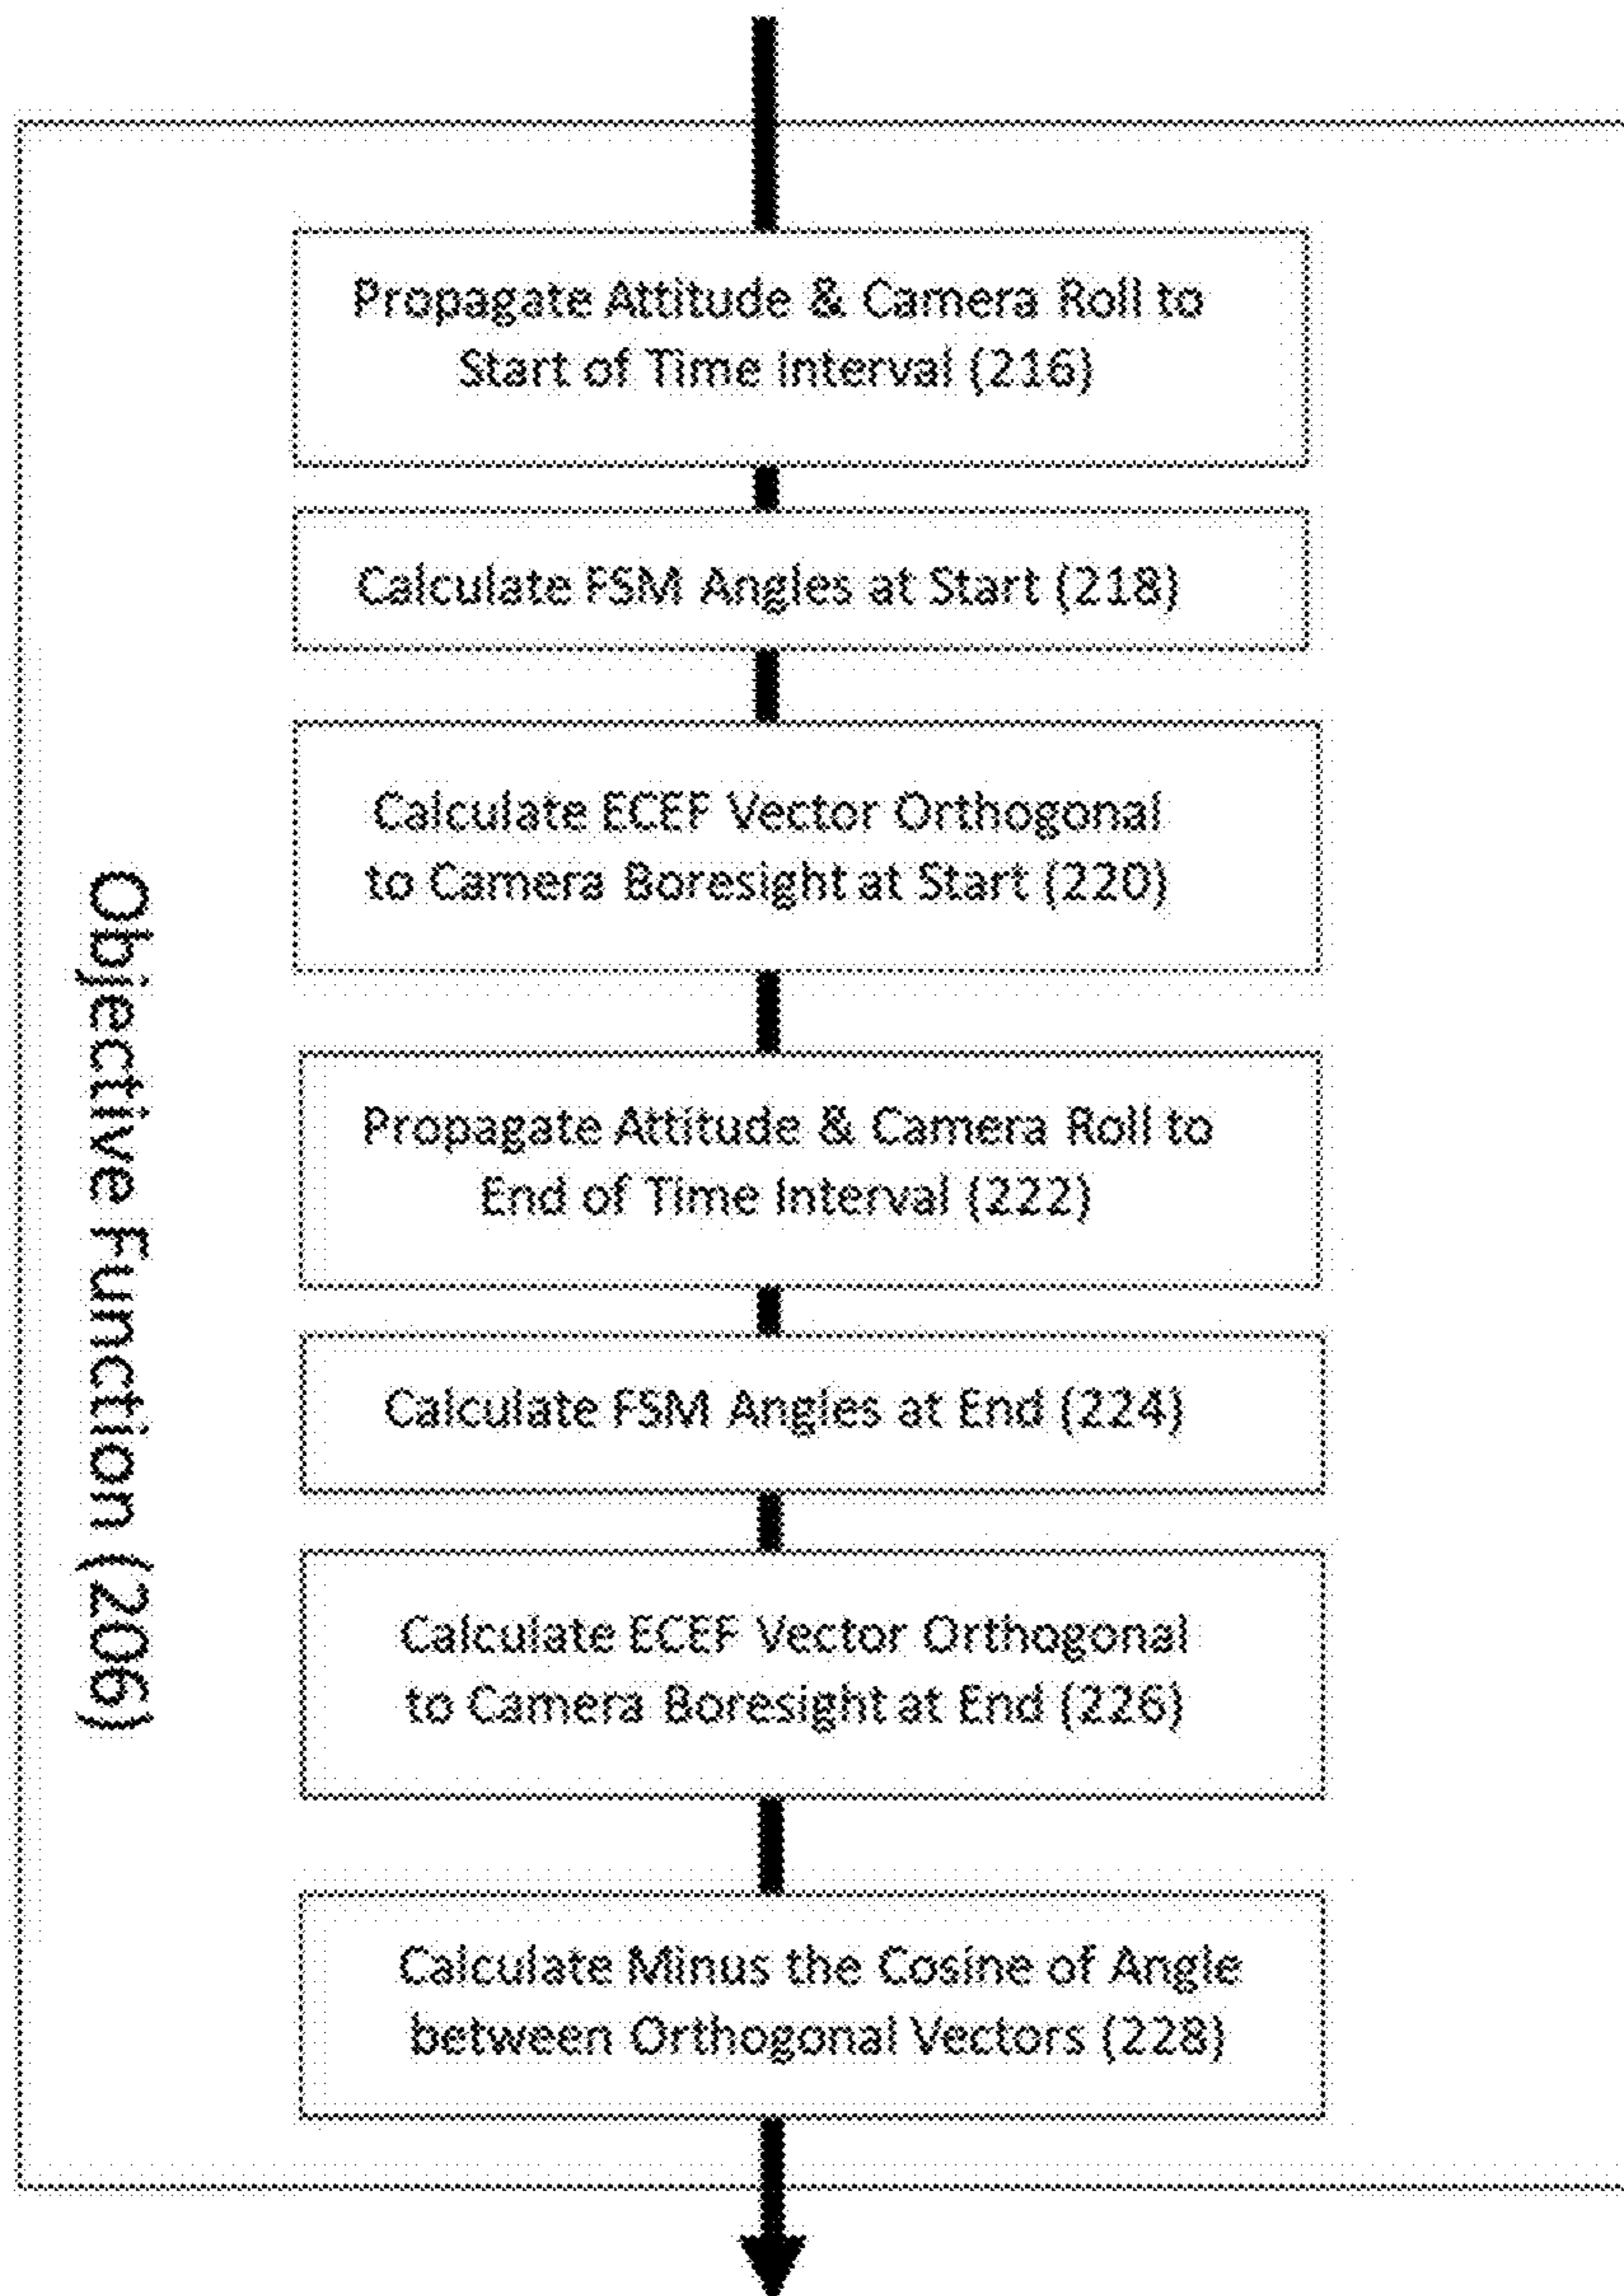 Propagate Attitude & Camera Roll to
Start of Time Interval (216)
Calculate FSM Angles at Start (218)
Calculate ECEF Vector Orthogonal
to Camera Boresight at Start (220)
Propagate Attitude & Camera Roll to
End of Time Interval (222)
Calculate FSM Angles at End (224)
Calculate ECEF Vector Orthogonal
to Camera Boresight at End (226)
Calculate Minus the Cosine of Angle
between Orthogonal Vectors (228)
Objective Function (206)